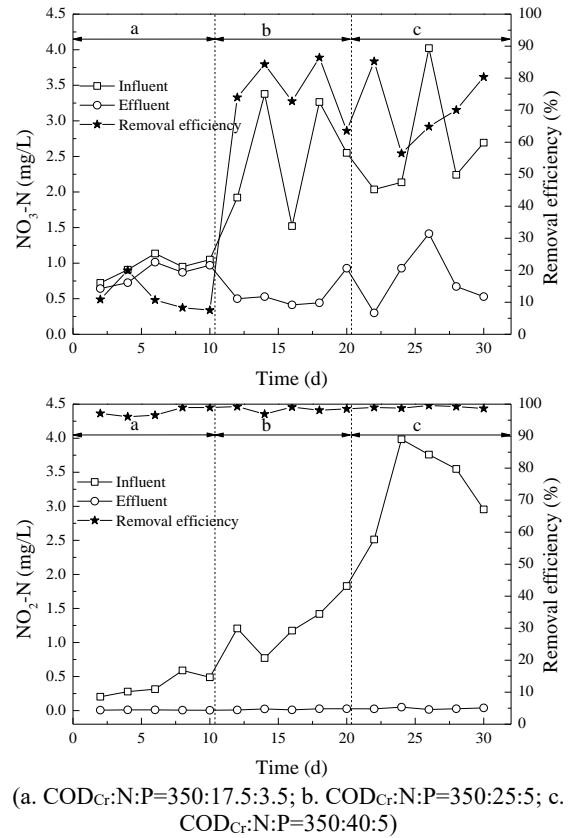 4.5
4.0
3.5
3.0
2.5
2.0
1.5
1.0
0.5
0.0
NO3-N (mg/L)
a
b
c
Influent
Effluent
Removal efficiency
100
90
80
70
60
50
40
30
20
10
0
Removal efficiency (%)
0 5 10 15 20 25 30
Time (d)
4.5
4.0
3.5
3.0
2.5
2.0
1.5
1.0
0.5
0.0
NO2-N (mg/L)
a
b
c
Influent
Effluent
Removal efficiency
100
90
80
70
60
50
40
30
20
10
0
Removal efficiency (%)
0 5 10 15 20 25 30
Time (d)
(a. CODCr:N:P=350:17.5:3.5; b. CODCr:N:P=350:25:5; c.
CODCr:N:P=350:40:5)